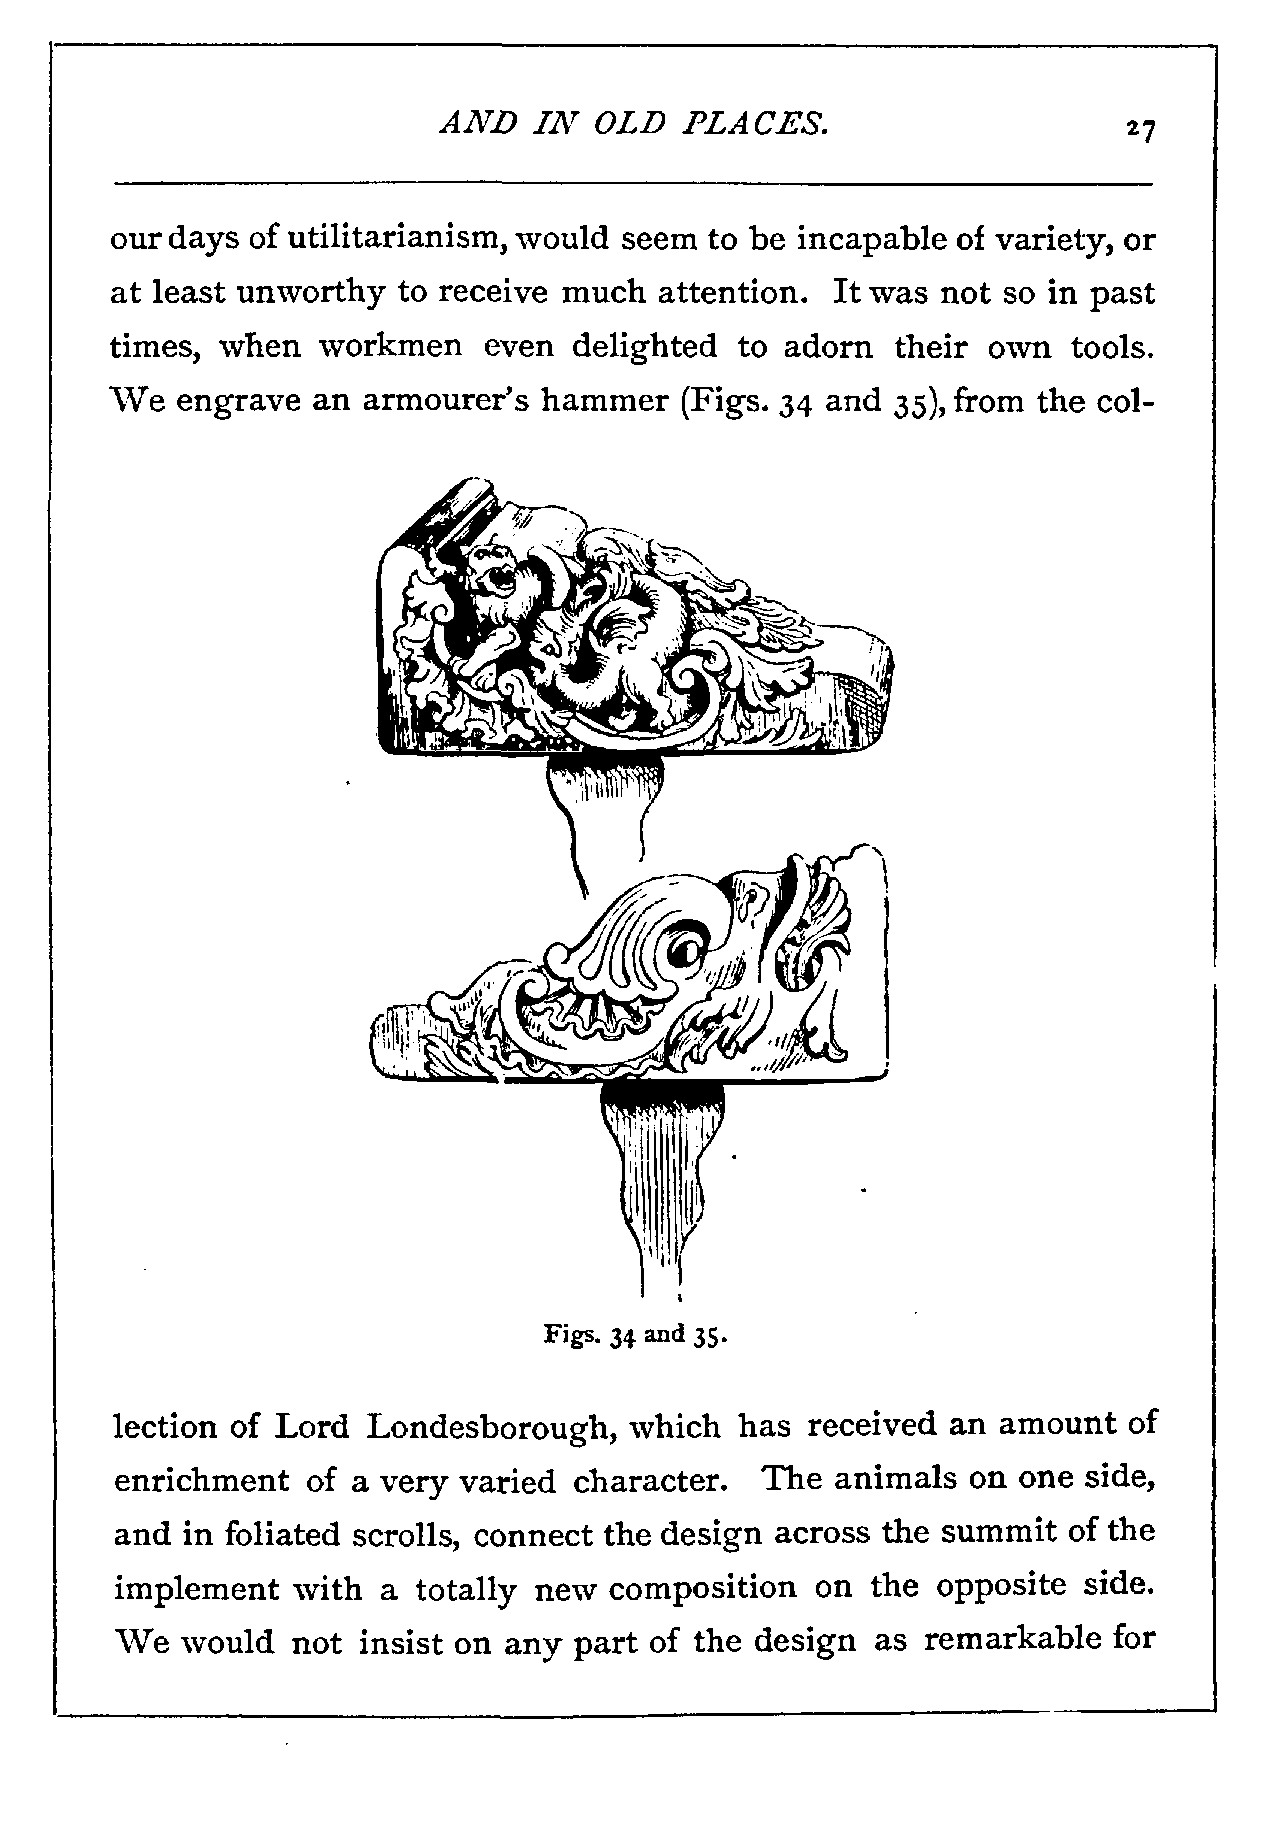 AND IN OLD PLACES. 27
our days of utilitarianism, would seem to be incapable of variety, or
at least unworthy to receive much attention. It was not so in past
times, when workmen even delighted to adorn their own tools.
We engrave an armourer's hammer (Figs. 34 and 35), from the col-
Figs. 34 and 35.
lection of Lord Londesborough, which has received an amount of
enrichment of a very varied character. The animals on one side,
and in foliated scrolls, connect the design across the summit of the
implement with a totally new composition on the opposite side.
We would not insist on any part of the design as remarkable for